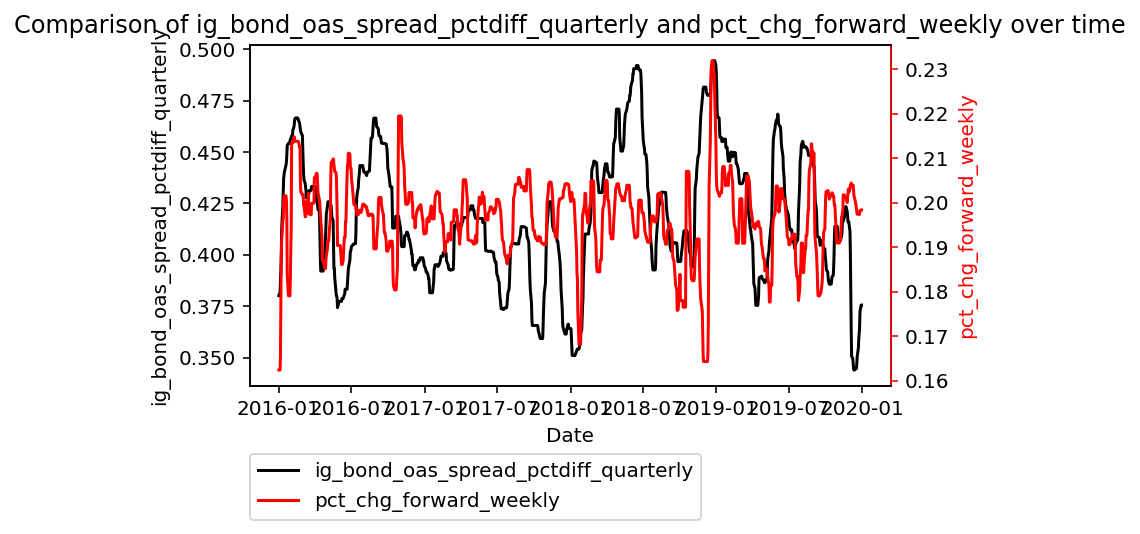 Comparison of ig_bond_oas_spread_pctdiff_quarterly and pct_chg_forward_weekly over time
ig_bond_oas_spread_pctdiff_quarterly
0.500
0.475
0.450
0.425
0.400
0.375
0.350
0.23
0.22
0.21
0.20
0.19
0.18
0.17
0.16
pct_chg_forward_weekly
2016-01 2016-07 2017-01 2017-07 2018-01 2018-07 2019-01 2019-07 2020-01
Date
ig_bond_oas_spread_pctdiff_quarterly
pct_chg_forward_weekly